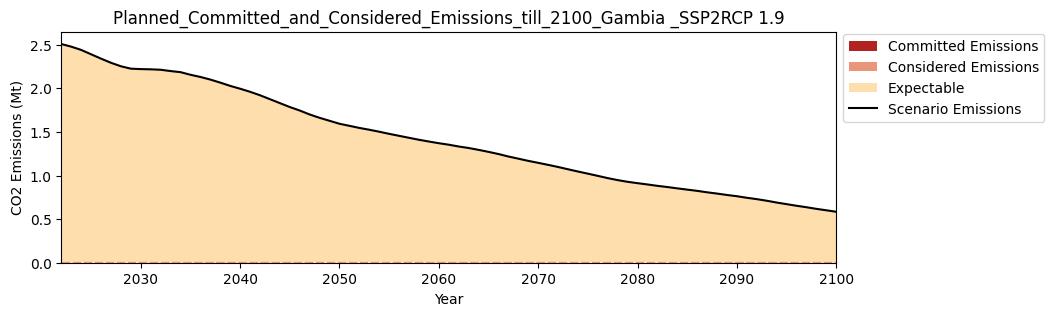 Planned_Committed_and_Considered_Emissions_till_2100_Gambia _SSP2RCP 1.9
Committed Emissions
Considered Emissions
Expectable
Scenario Emissions
CO2 Emissions (Mt)
2.5
2.0
1.5
1.0
0.5
0.0
2030 2040 2050 2060 2070 2080 2090 2100
Year